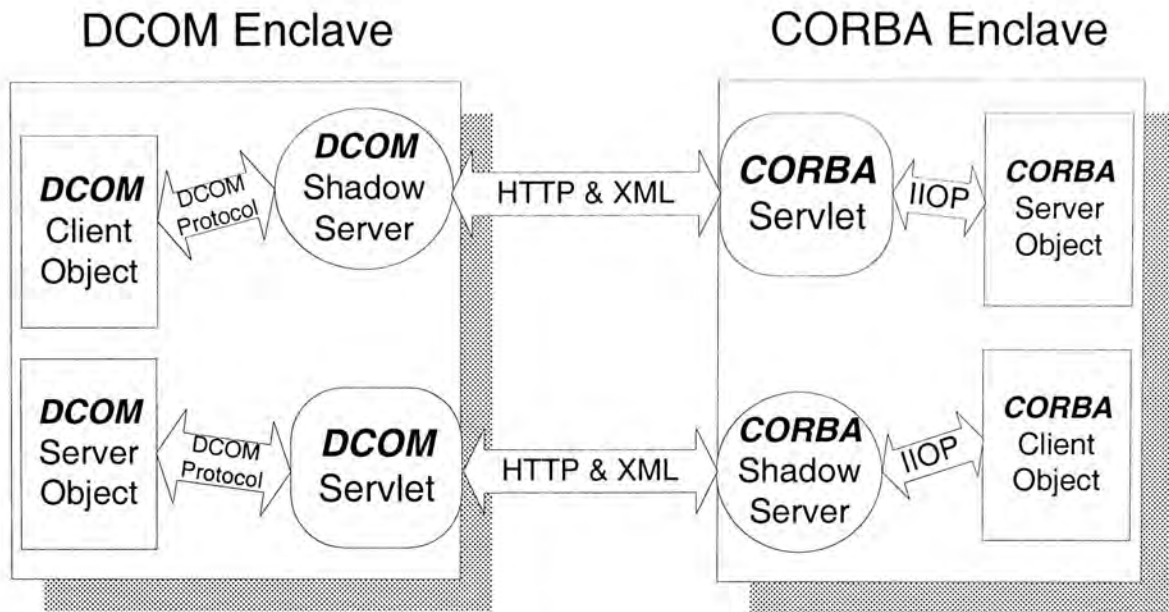 DCOM Enclave
CORBA Enclave
DCOM
Client
Object
DCOM
Protocol
DCOM
Shadow
Server
HTTP & XML
CORBA
Servlet
IIOP
CORBA
Server
Object
DCOM
Server
Object
DCOM
Protocol
DCOM
Servlet
HTTP & XML
CORBA
Shadow
Server
IIOP
CORBA
Client
Object